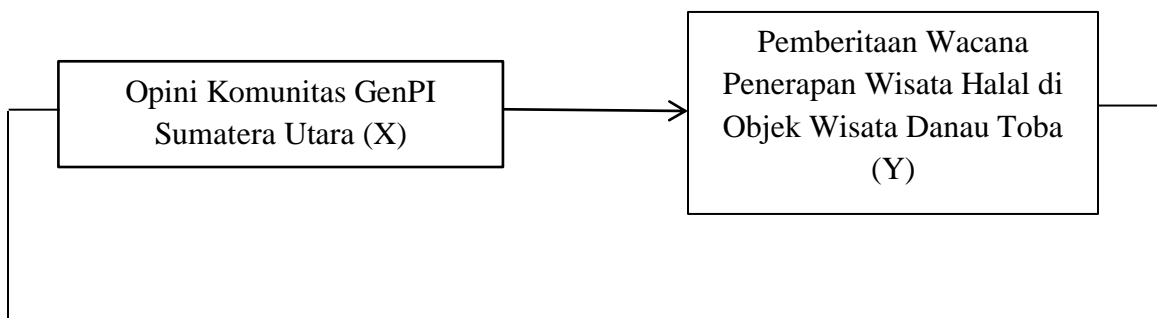 Opini Komunitas GenPI
Sumatera Utara (X)
Pemberitaan Wacana
Penerapan Wisata Halal di
Objek Wisata Danau Toba
(Y)